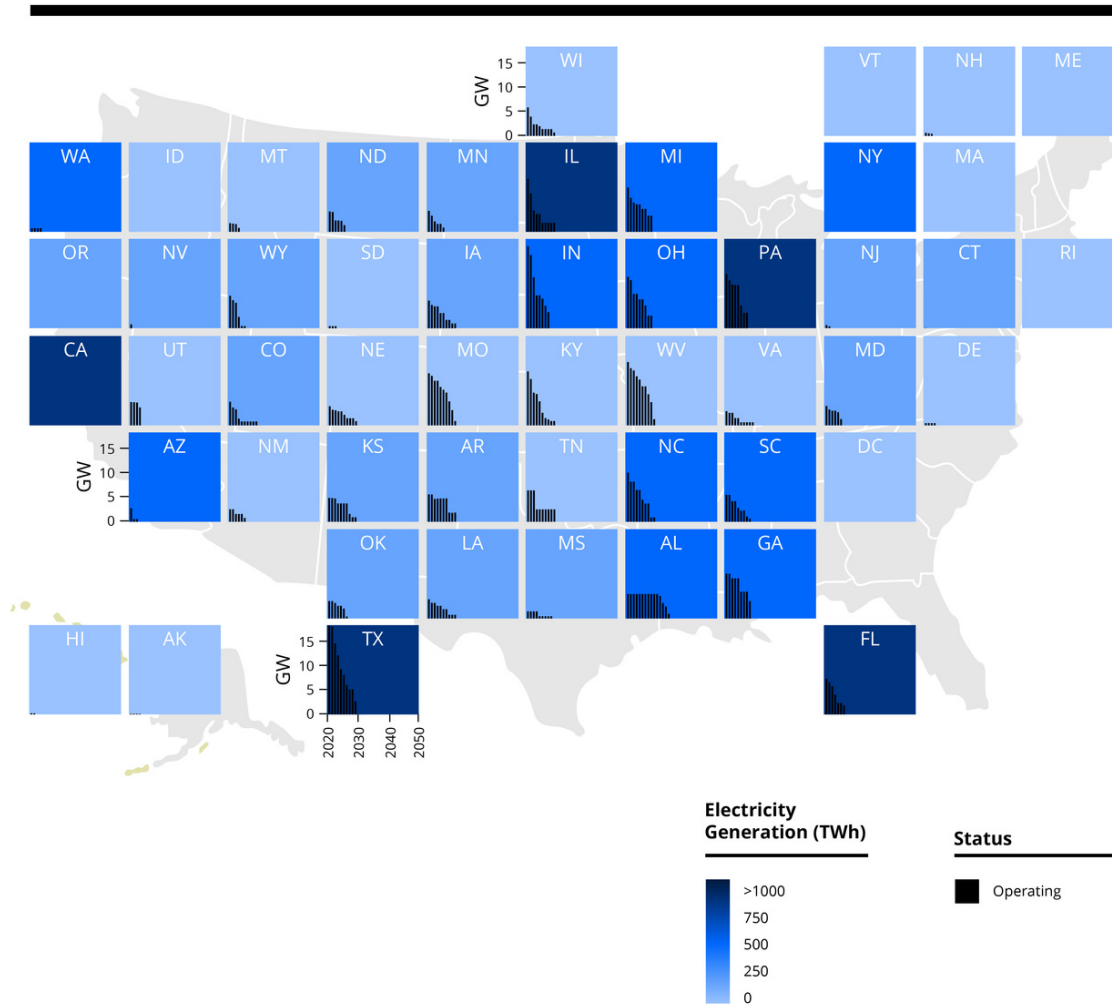 WI
VT
NH
ME
15
10
5
0
GW
WA
ID
MT
ND
MN
IL
MI
NY
MA
OR
NV
WY
SD
IA
IN
OH
PA
NJ
CT
RI
CA
UT
CO
NE
MO
KY
WV
VA
MD
DE
15
10
5
0
GW
AZ
NM
KS
AR
TN
NC
SC
DC
OK
LA
MS
AL
GA
HI
AK
15
10
5
0
GW
TX
FL
2020
2030
2040
2050
Electricity
Generation (TWh)
>1000
750
500
250
0
Status
Operating